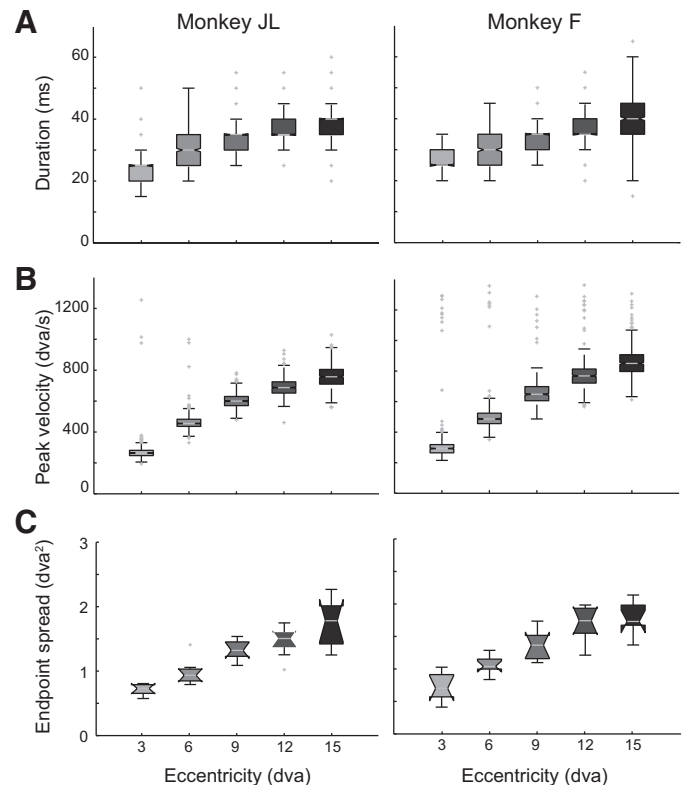 A
Monkey JL
Monkey F
Duration (ms)
60
40
20
0
B
Peak velocity (dva/s)
1200
800
400
0
C
Endpoint spread (dva²)
3
2
1
0
3 6 9 12 15
3 6 9 12 15
Eccentricity (dva)
Eccentricity (dva)